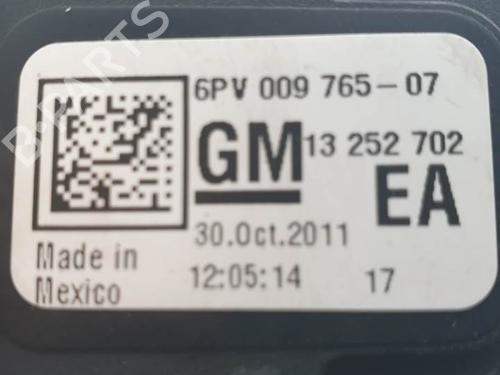 6PV 009 765-07
GM 13 252 702
EA
30.Oct.2011
Made in
Mexico
12:05:14
17
B-PARTS